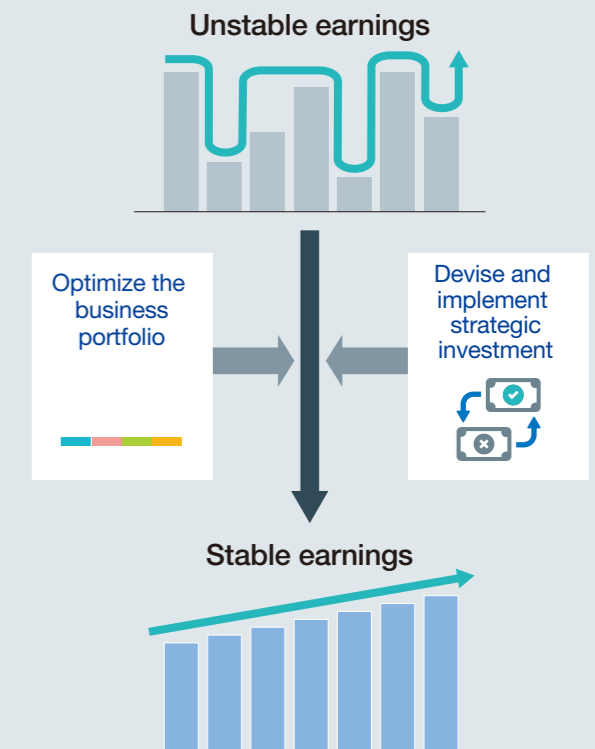 Unstable earnings
Optimize the
business
portfolio
Devise and
implement
strategic
investment
Stable earnings